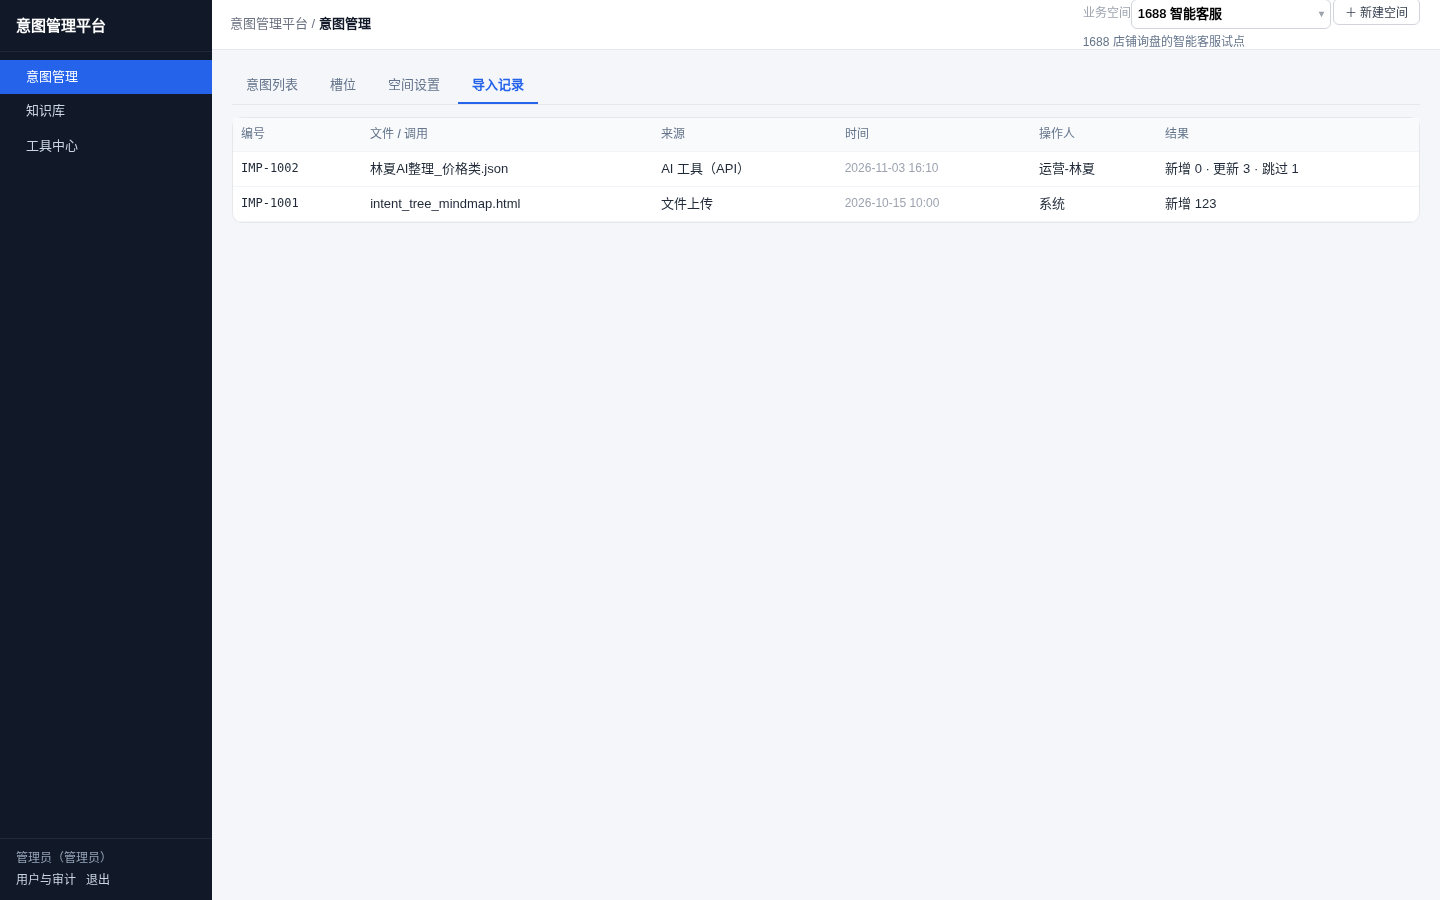 意图管理平台
意图管理
知识库
工具中心
管理员（管理员）
用户与审计 退出
意图管理平台 / 意图管理
业务空间 1688 智能客服 ▾ ＋ 新建空间
1688 店铺询盘的智能客服试点
意图列表 槽位 空间设置 导入记录
编号 文件 / 调用 来源 时间 操作人 结果
IMP-1002 林夏AI整理_价格类.json AI 工具（API） 2026-11-03 16:10 运营-林夏 新增 0 · 更新 3 · 跳过 1
IMP-1001 intent_tree_mindmap.html 文件上传 2026-10-15 10:00 系统 新增 123